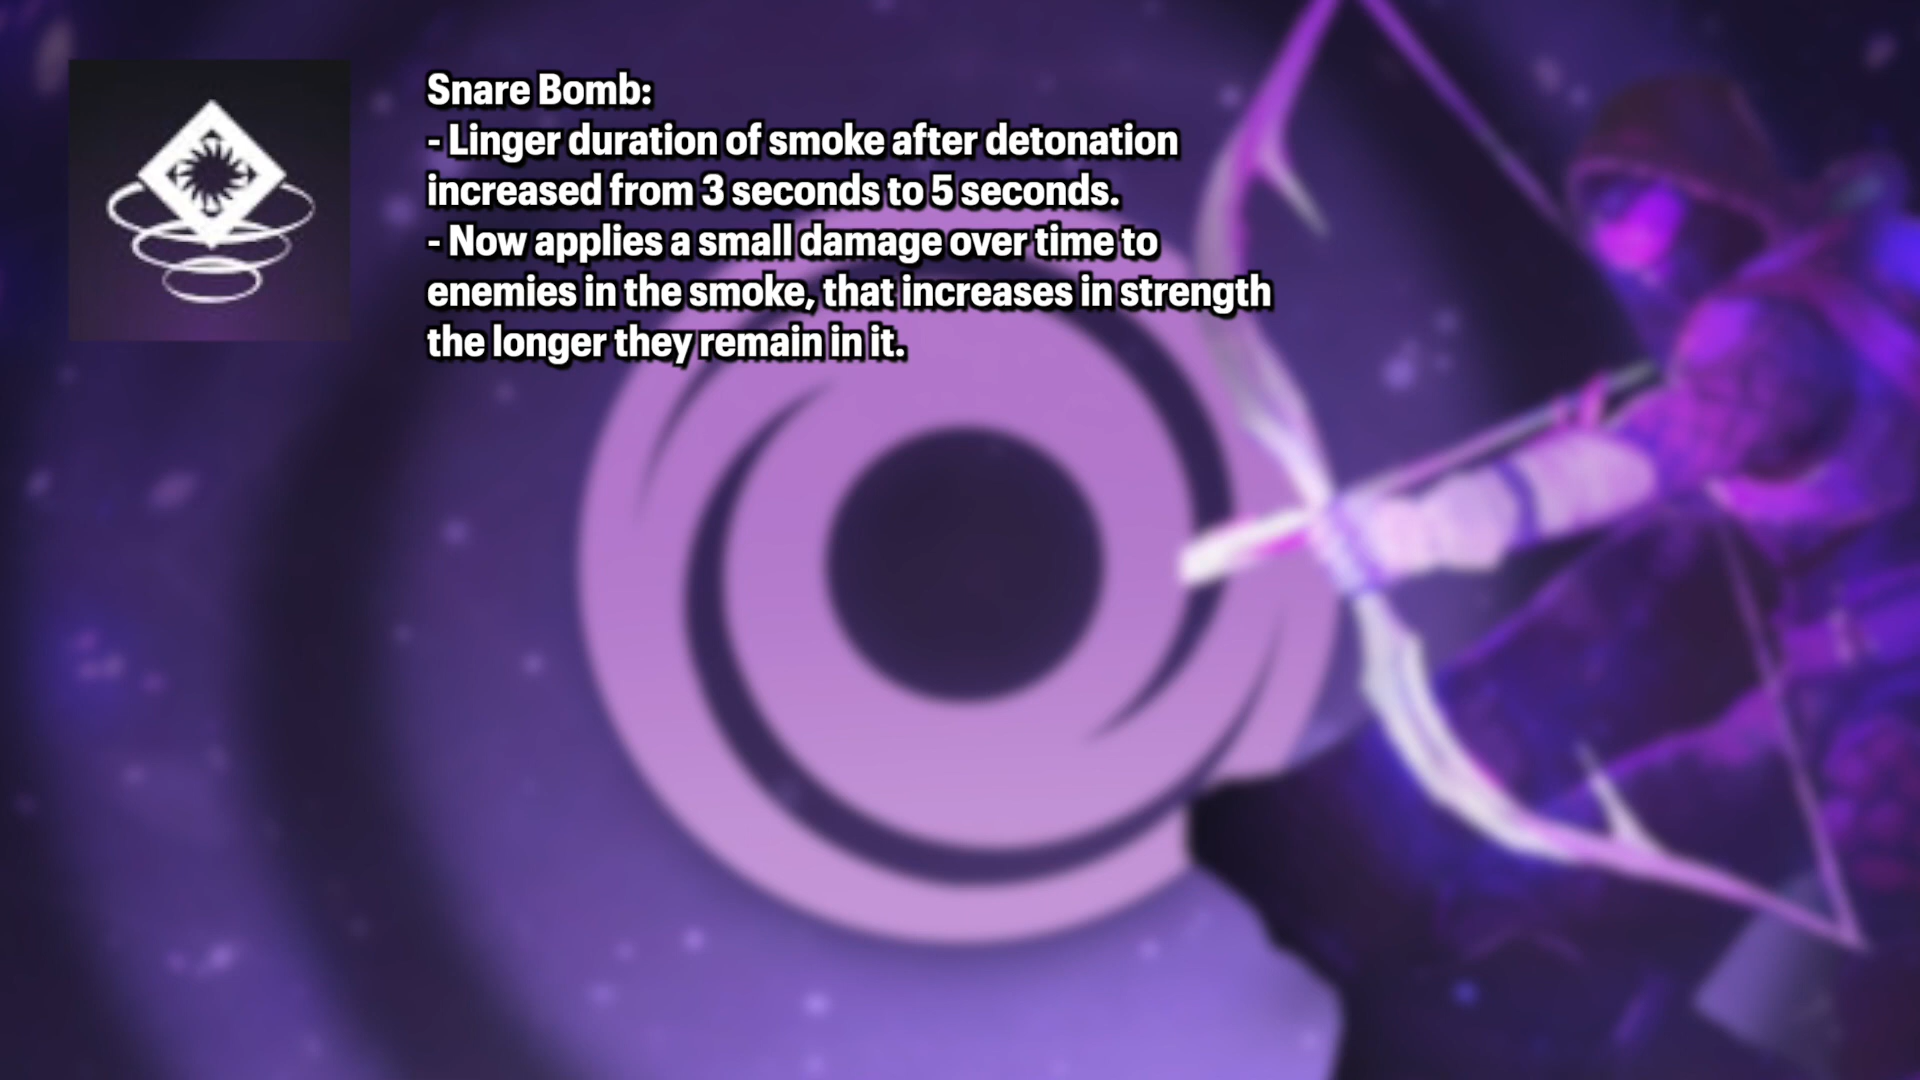 Snare Bomb:
- Linger duration of smoke after detonation
increased from 3 seconds to 5 seconds.
- Now applies a small damage over time to
enemies in the smoke, that increases in strength
the longer they remain in it.